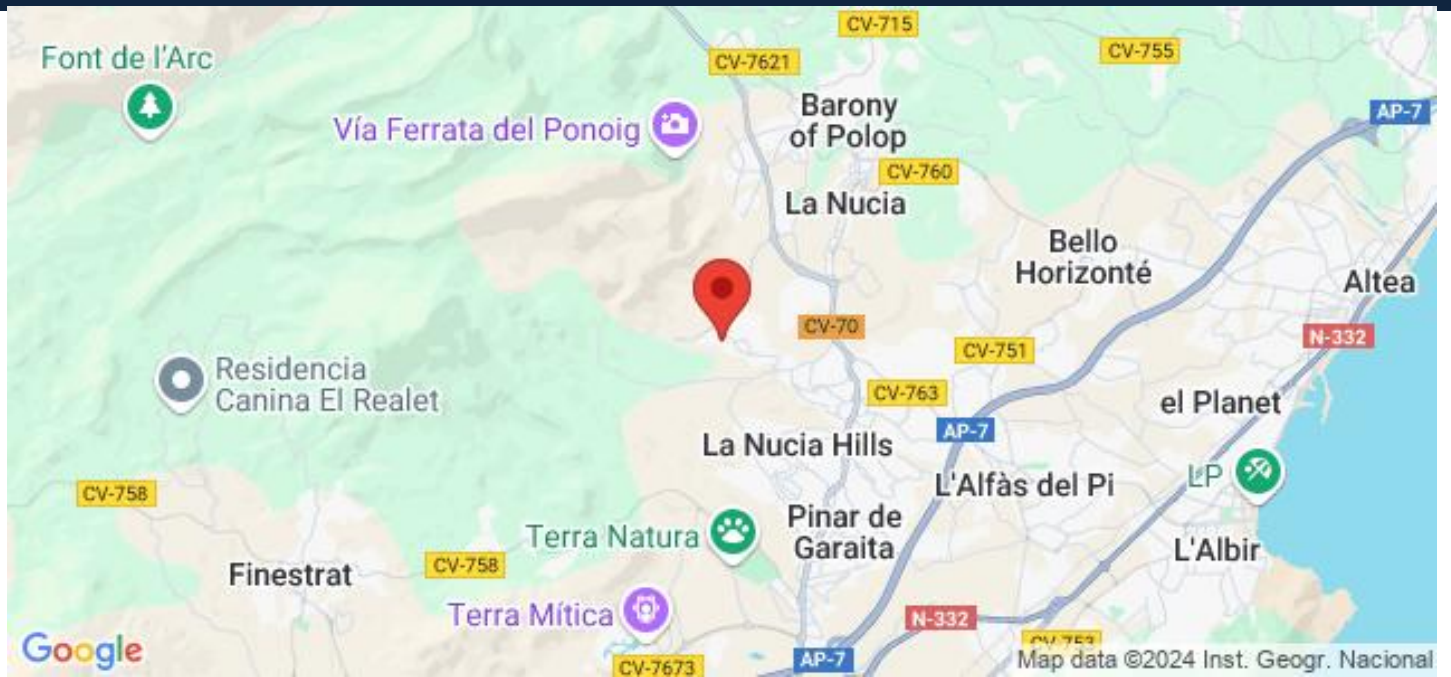 CV-715
Font de l'Arc
CV-7621
CV-755
Barony
of Polop
AP-7
Vía Ferrata del Ponoig
CV-760
La Nucia
Bello
Horizonté
Altea
CV-70
N-332
CV-751
Residencia
Canina El Realet
CV-763
el Planet
AP-7
La Nucia Hills
LP
L'Alfàs del Pi
CV-758
Pinar de
Garaita
Terra Natura
L'Albir
CV-758
Finestrat
Terra Mítica
N-332
CV-753
Google
CV-7673
AP-7
Map data ©2024 Inst. Geogr. Nacional